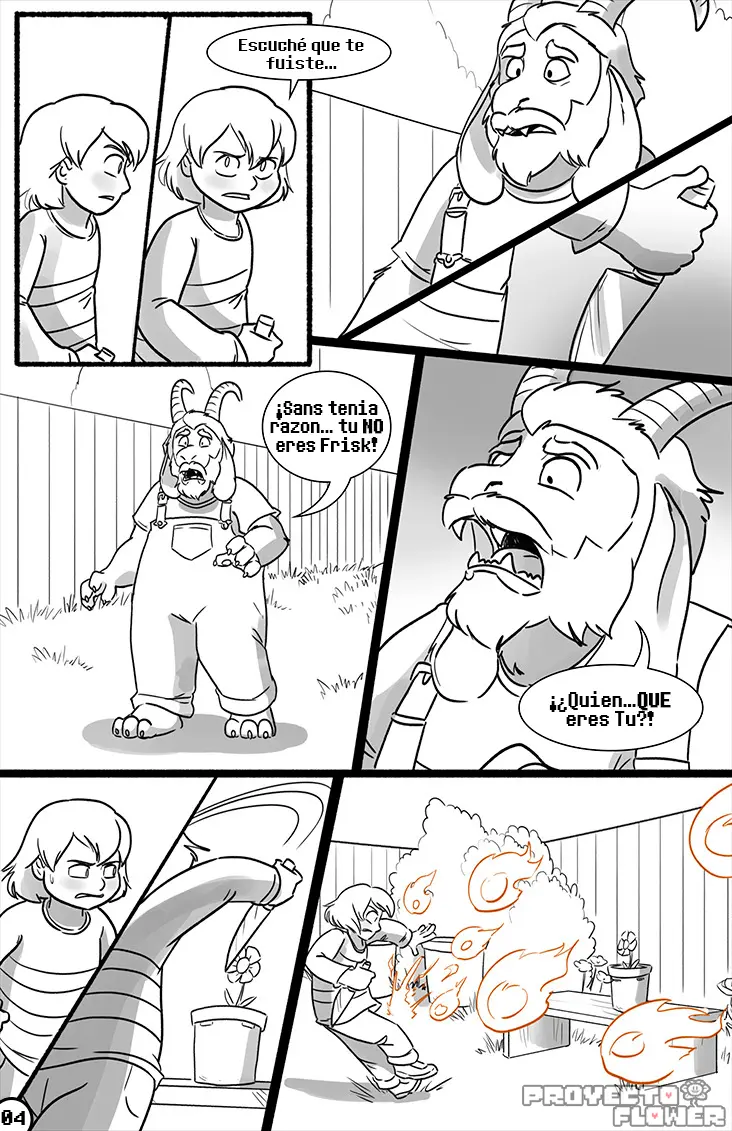 Escuché que te
fuiste...
¡Sans tenia
razon... tu NO
eres Frisk!
¡¿Quien...QUE
eres Tu?!
04
PROYECTO
FLOWER